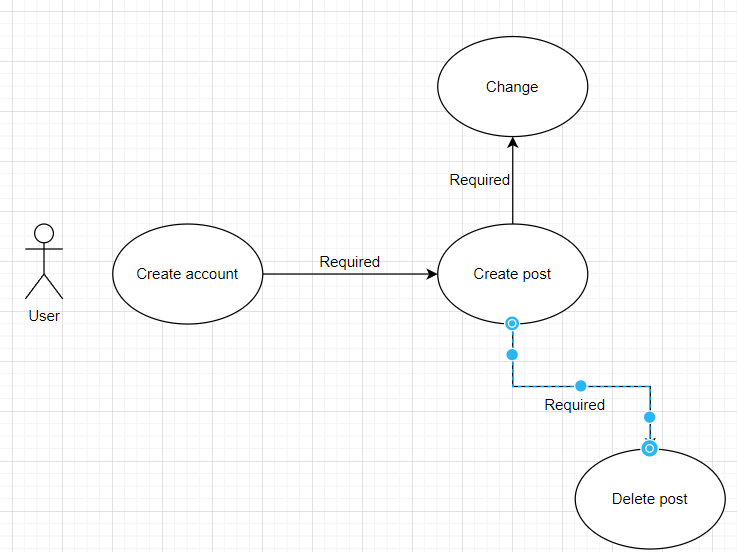 Change
Required
Required
Create account
Create post
User
Required
Delete post